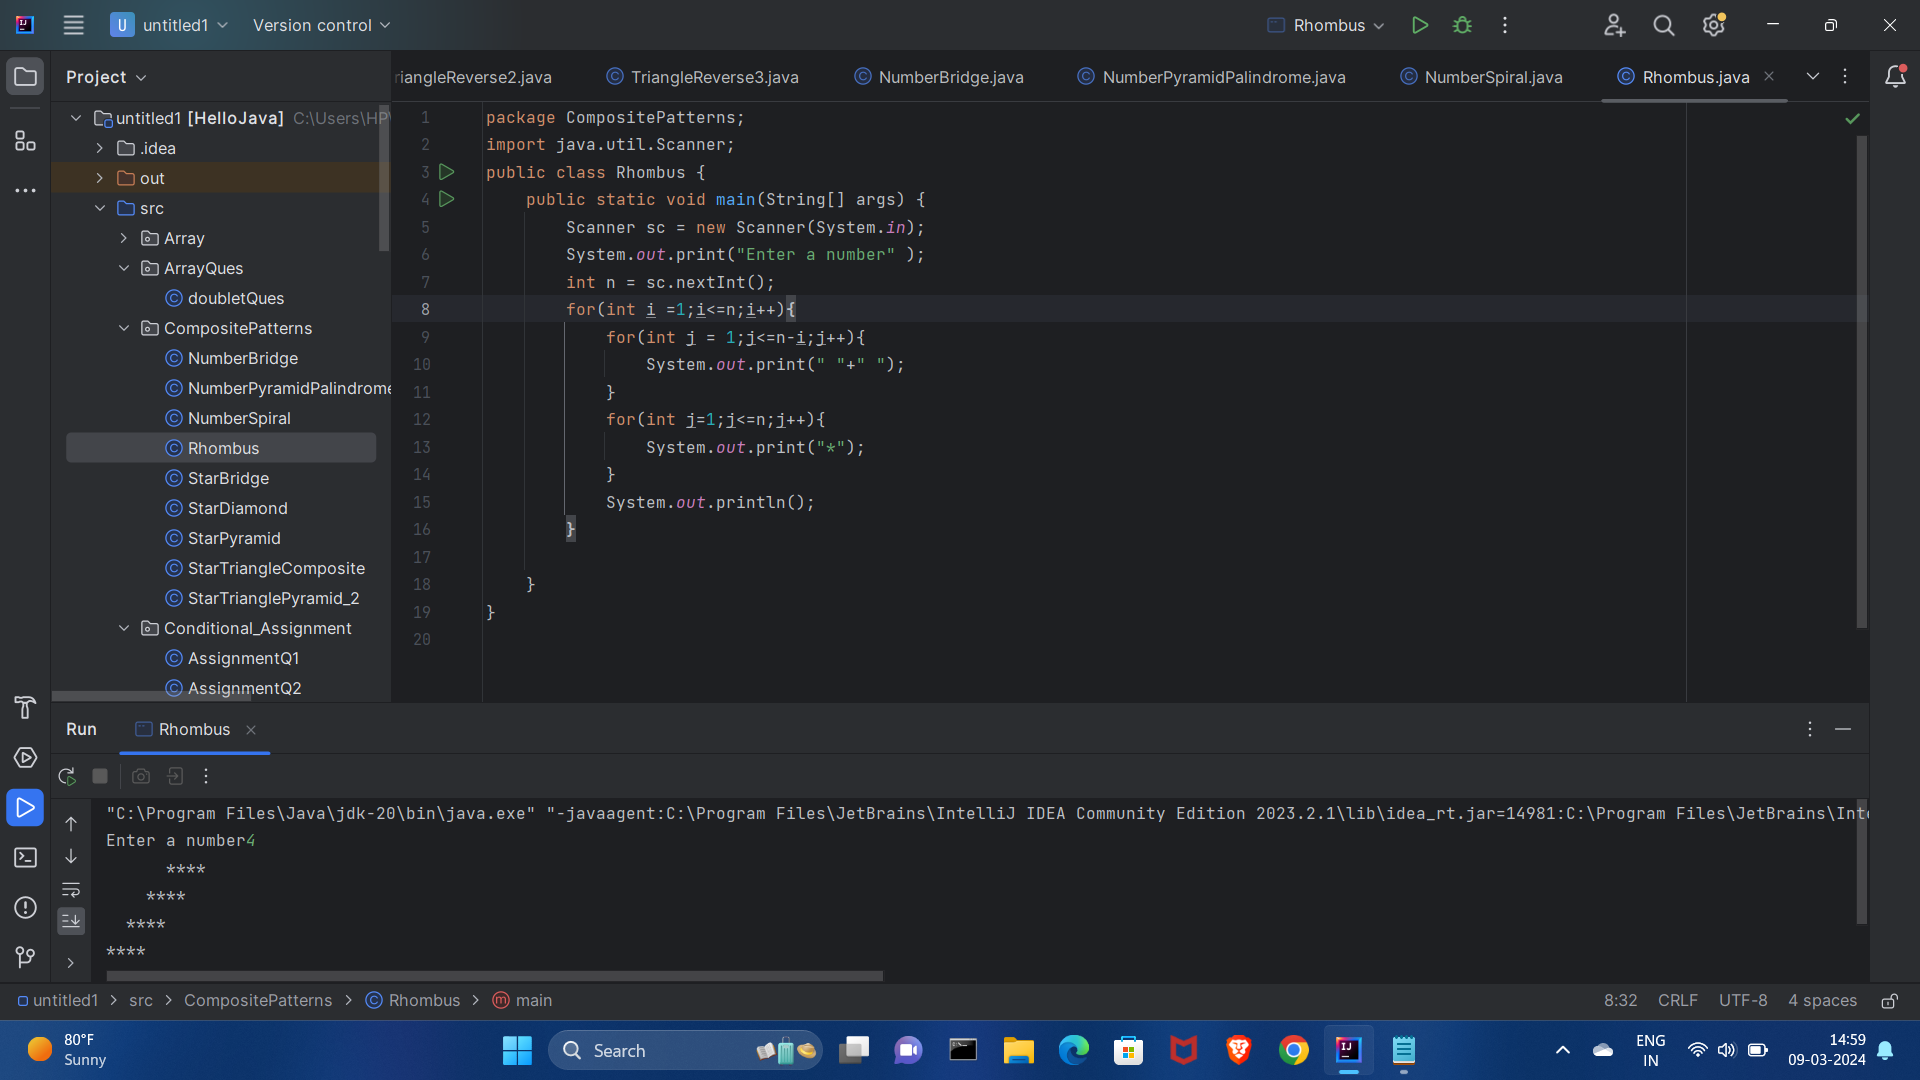 U untitled1 Version control Rhombus
Project
riangleReverse2.java TriangleReverse3.java NumberBridge.java NumberPyramidPalindrome.java NumberSpiral.java Rhombus.java
untitled1 [HelloJava] C:\Users\HP\
.idea
out
src
Array
ArrayQues
doubletQues
CompositePatterns
NumberBridge
NumberPyramidPalindrome
NumberSpiral
Rhombus
StarBridge
StarDiamond
StarPyramid
StarTriangleComposite
StarTrianglePyramid_2
Conditional_Assignment
AssignmentQ1
AssignmentQ2
1 package CompositePatterns;
2 import java.util.Scanner;
3 public class Rhombus {
4     public static void main(String[] args) {
5         Scanner sc = new Scanner(System.in);
6         System.out.print("Enter a number" );
7         int n = sc.nextInt();
8         for(int i =1;i<=n;i++){
9             for(int j = 1;j<=n-i;j++){
10                 System.out.print(" "+" ");
11             }
12             for(int j=1;j<=n;j++){
13                 System.out.print("*");
14             }
15             System.out.println();
16         }
17
18     }
19 }
20
Run Rhombus
"C:\Program Files\Java\jdk-20\bin\java.exe" "-javaagent:C:\Program Files\JetBrains\IntelliJ IDEA Community Edition 2023.2.1\lib\idea_rt.jar=14981:C:\Program Files\JetBrains\Inte
Enter a number4
      ****
    ****
  ****
****
untitled1 > src > CompositePatterns > Rhombus > main 8:32 CRLF UTF-8 4 spaces
80°F
Sunny
Search
ENG
IN
14:59
09-03-2024